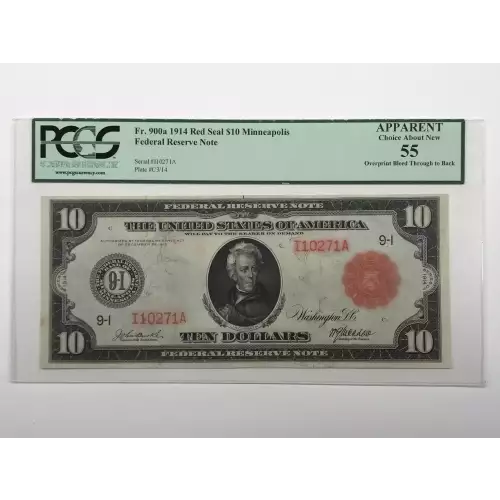 PCGS
CURRENCY
www.pcgscurrency.com
Fr. 900a 1914 Red Seal $10 Minneapolis
Federal Reserve Note
Serial #I10271A
Plate #C3/14
APPARENT
Choice About New
55
Overprint Bleed Through to Back
FEDERAL RESERVE NOTE
10 THE UNITED STATES OF AMERICA 10
WILL PAY TO THE BEARER ON DEMAND
I10271A 9-I
9-I
9-I I10271A
Washington, D.C.
10 TEN DOLLARS 10
FEDERAL RESERVE NOTE